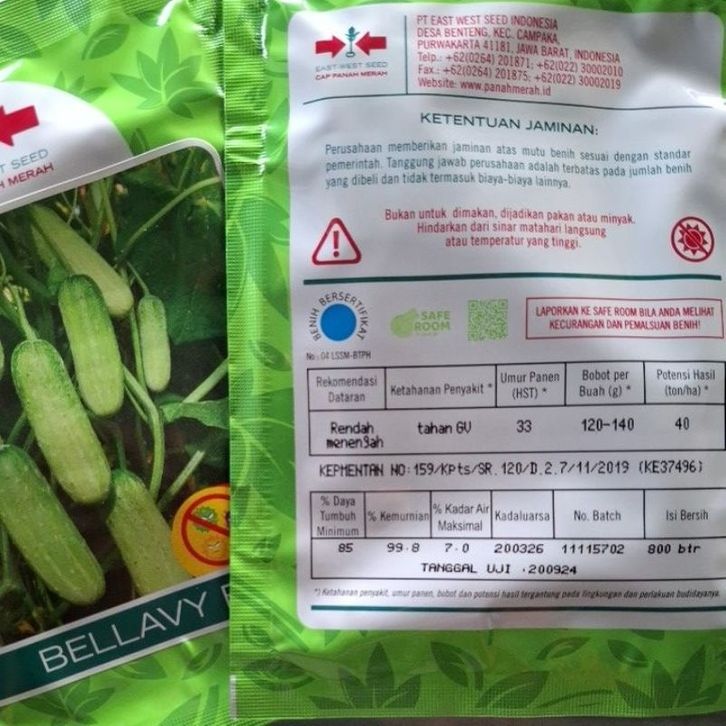 T SEED
H MERAH
BELLAVY
EAST WEST SEED
CAP PANAH MERAH
PT EAST WEST SEED INDONESIA
DESA BENTENG, KEC. CAMPAKA,
PURWAKARTA 41181, JAWA BARAT, INDONESIA
Telp.: +62(0264) 201871; +62(022) 30002010
Fax.: +62(0264) 201875; +62(022) 30002019
Website: www.panahmerah.id
KETENTUAN JAMINAN:
Perusahaan memberikan jaminan atas mutu benih sesuai dengan standar
pemerintah. Tanggung jawab perusahaan adalah terbatas pada jumlah benih
yang dibeli dan tidak termasuk biaya-biaya lainnya.
Bukan untuk dimakan, dijadikan pakan atau minyak.
Hindarkan dari sinar matahari langsung
atau temperatur yang tinggi.
BENIH BERSERTIFIKAT
No : 04 LSSM-BTPH
SAFE
ROOM
LAPORKAN KE SAFE ROOM BILA ANDA MELIHAT
KECURANGAN DAN PEMALSUAN BENIH!
Rekomendasi Dataran Ketahanan Penyakit * Umur Panen (HST) * Bobot per Buah (g) * Potensi Hasil (ton/ha) *
Rendah menengah tahan GV 33 120-140 40
KEPMENTAN NO:159/Kpts/SR.120/D.2.7/11/2019 (KE37496)
% Daya Tumbuh Minimum % Kemurnian % Kadar Air Maksimal Kadaluarsa No. Batch Isi Bersih
85 99.8 7.0 200326 11115702 800 btr
TANGGAL UJI .200924
*) Ketahanan penyakit, umur panen, bobot dan potensi hasil tergantung pada lingkungan dan perlakuan budidayanya.